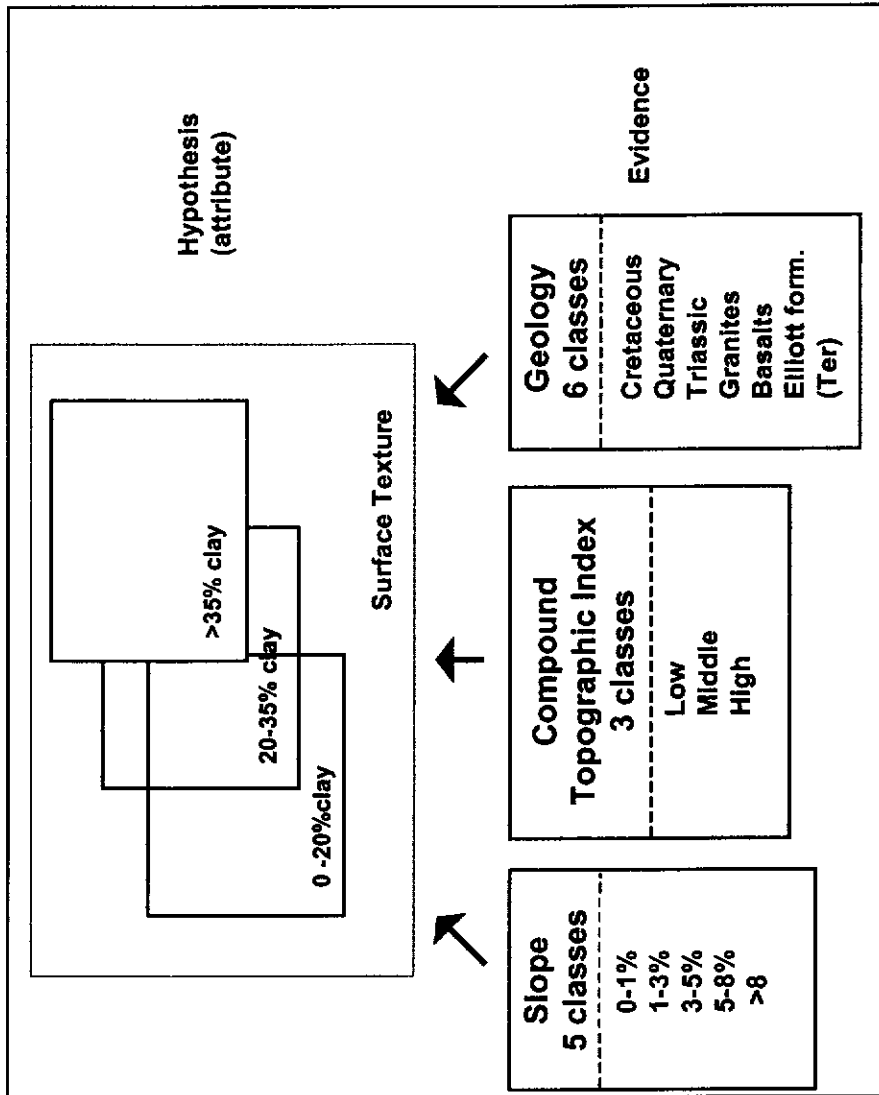 Hypothesis
(attribute)
>35% clay
20-35% clay
0 -20%clay
Surface Texture
Evidence
Slope
5 classes
0-1%
1-3%
3-5%
5-8%
>8
Compound
Topographic Index
3 classes
Low
Middle
High
Geology
6 classes
Cretaceous
Quaternary
Triassic
Granites
Basalts
Elliott form.
(Ter)